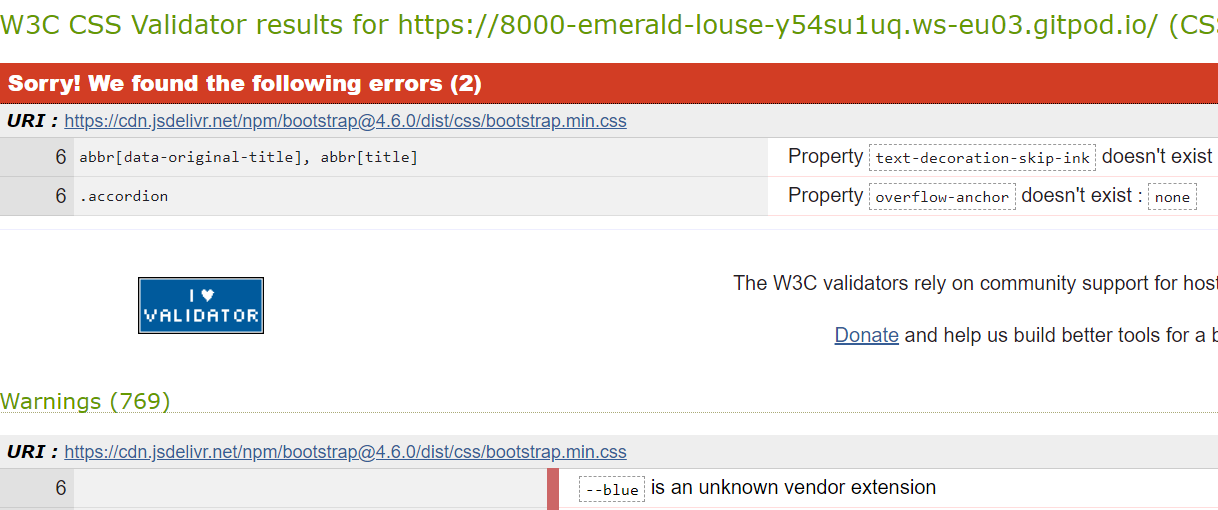 W3C CSS Validator results for https://8000-emerald-louse-y54su1uq.ws-eu03.gitpod.io/ (CSS
Sorry! We found the following errors (2)
URI : https://cdn.jsdelivr.net/npm/bootstrap@4.6.0/dist/css/bootstrap.min.css
6 abbr[data-original-title], abbr[title] Property text-decoration-skip-ink doesn't exist
6 .accordion Property overflow-anchor doesn't exist : none
I ♥
VALIDATOR
The W3C validators rely on community support for host
Donate and help us build better tools for a b
Warnings (769)
URI : https://cdn.jsdelivr.net/npm/bootstrap@4.6.0/dist/css/bootstrap.min.css
6 --blue is an unknown vendor extension